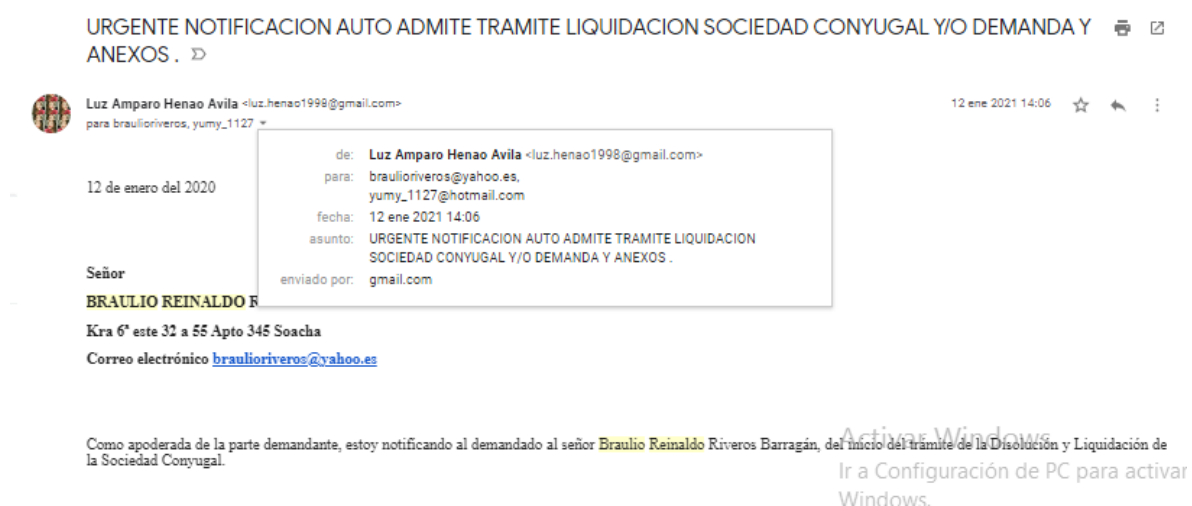 URGENTE NOTIFICACION AUTO ADMITE TRAMITE LIQUIDACION SOCIEDAD CONYUGAL Y/O DEMANDA Y
ANEXOS .
Luz Amparo Henao Avila <luz.henao1998@gmail.com>
12 ene 2021 14:06
para braulioriveros, yumy_1127
de: Luz Amparo Henao Avila <luz.henao1998@gmail.com>
para: braulioriveros@yahoo.es,
yumy_1127@hotmail.com
fecha: 12 ene 2021 14:06
asunto: URGENTE NOTIFICACION AUTO ADMITE TRAMITE LIQUIDACION
SOCIEDAD CONYUGAL Y/O DEMANDA Y ANEXOS .
enviado por: gmail.com
12 de enero del 2020
Señor
BRAULIO REINALDO R
Kra 6ª este 32 a 55 Apto 345 Soacha
Correo electrónico braulioriveros@yahoo.es
Como apoderada de la parte demandante, estoy notificando al demandado al señor Braulio Reinaldo Riveros Barragán, del inicio del trámite de la Disolución y Liquidación de
la Sociedad Conyugal.
Activar Windows
Ir a Configuración de PC para activar
Windows.